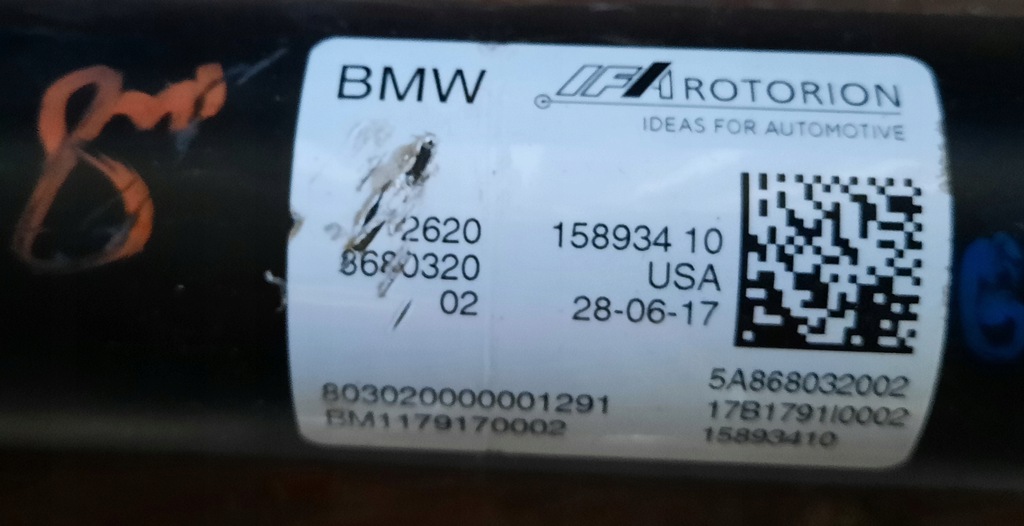 BMW
IFA ROTORION
IDEAS FOR AUTOMOTIVE
2620
8680320
02
158934 10
USA
28-06-17
803020000001291
BM1179170002
5A868032002
17B1791I0002
15893410